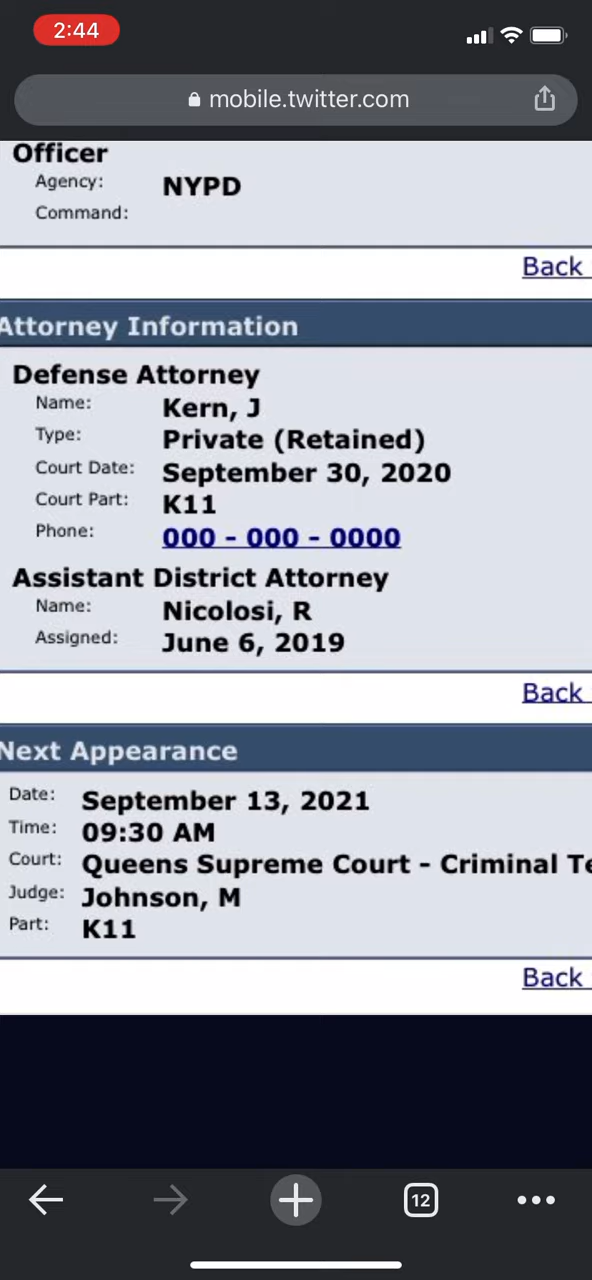 2:44
mobile.twitter.com
Officer
Agency: NYPD
Command:
Back
Attorney Information
Defense Attorney
Name: Kern, J
Type: Private (Retained)
Court Date: September 30, 2020
Court Part: K11
Phone: 000 - 000 - 0000
Assistant District Attorney
Name: Nicolosi, R
Assigned: June 6, 2019
Back
Next Appearance
Date: September 13, 2021
Time: 09:30 AM
Court: Queens Supreme Court - Criminal Te
Judge: Johnson, M
Part: K11
Back
12